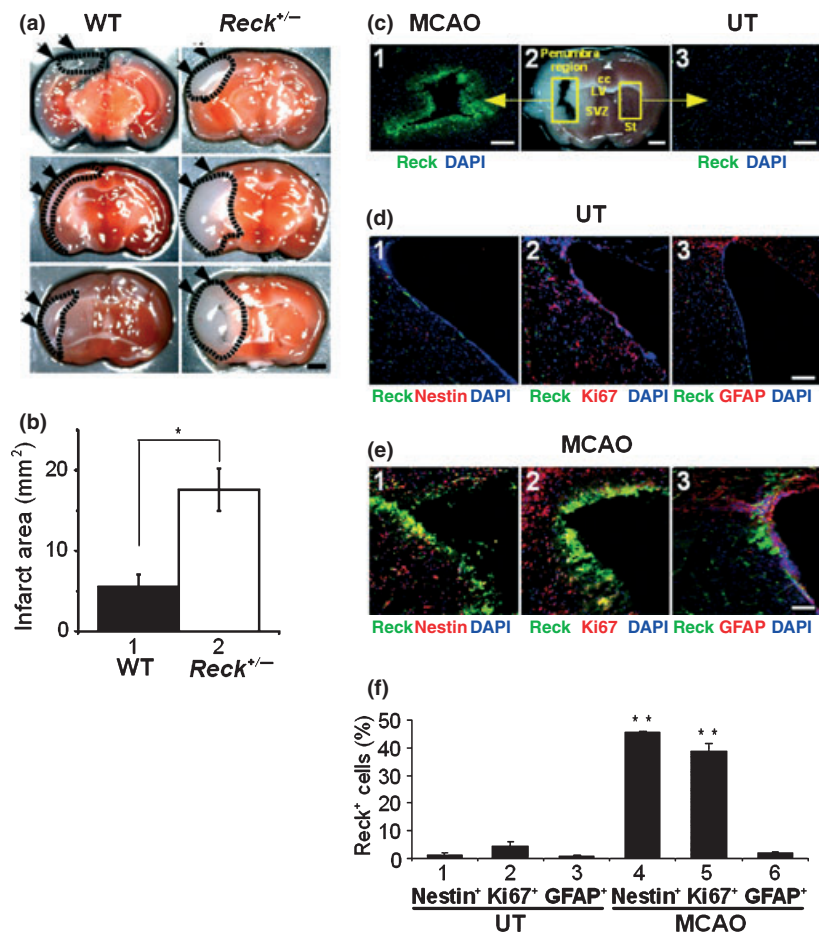 (a)
WT
Reck+/−
(b)
Infarct area (mm²)
20
10
0
*
1
2
WT
Reck+/−
(c)
MCAO
UT
1
2
3
Penumbra
region
cc
LV
SVZ
St
Reck DAPI
Reck DAPI
(d)
UT
1
2
3
Reck Nestin DAPI
Reck Ki67 DAPI
Reck GFAP DAPI
(e)
MCAO
1
2
3
Reck Nestin DAPI
Reck Ki67 DAPI
Reck GFAP DAPI
(f)
Reck+ cells (%)
50
40
30
20
10
0
* *
* *
1 2 3 4 5 6
Nestin+ Ki67+ GFAP+ Nestin+ Ki67+ GFAP+
UT MCAO